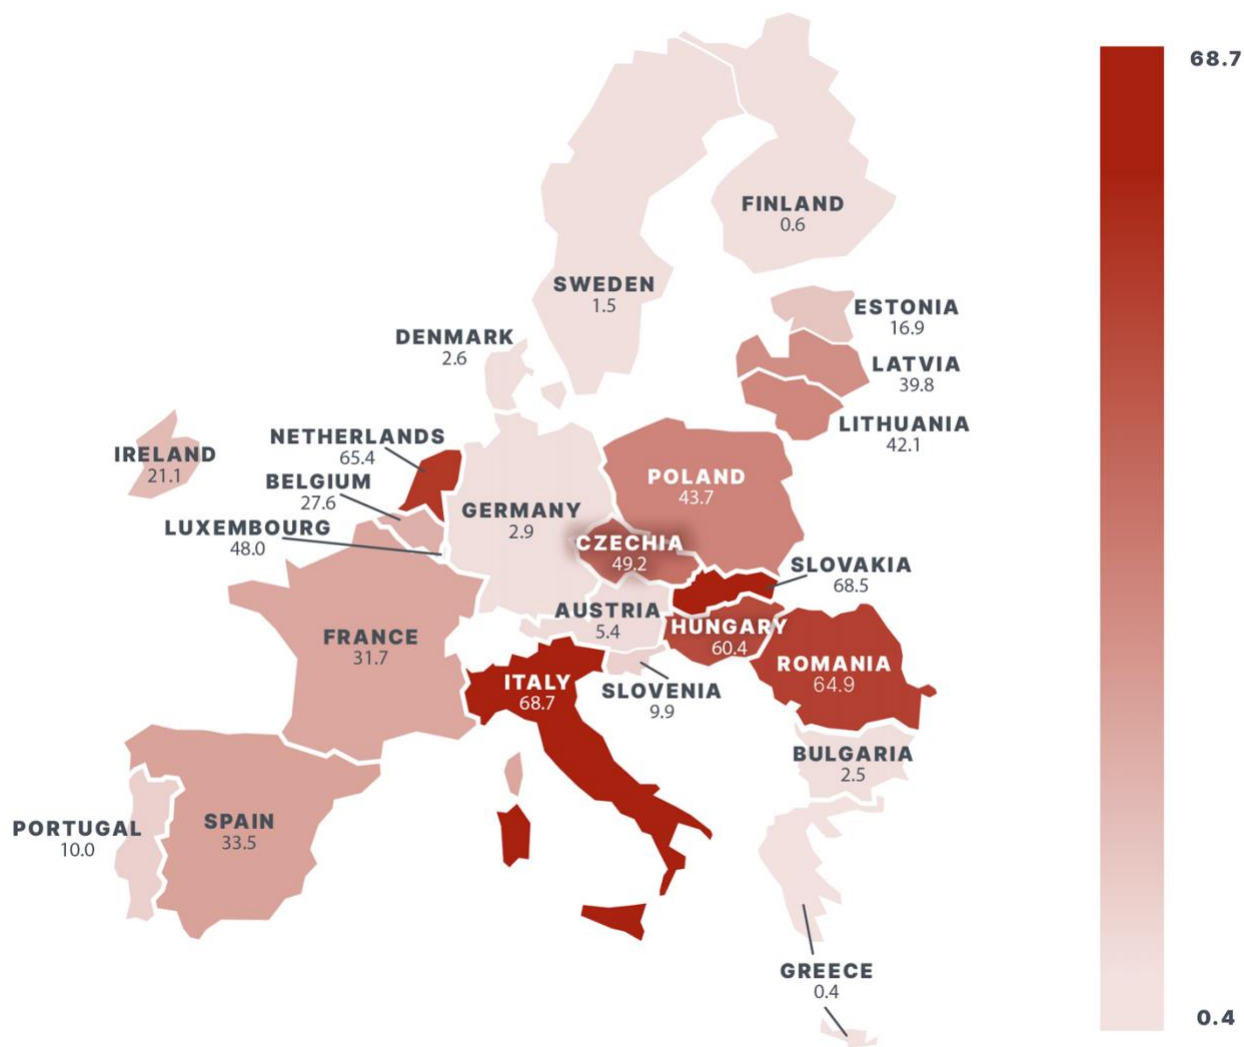 68.7
FINLAND
0.6
SWEDEN
1.5
ESTONIA
16.9
DENMARK
2.6
LATVIA
39.8
LITHUANIA
42.1
NETHERLANDS
65.4
IRELAND
21.1
BELGIUM
27.6
POLAND
43.7
GERMANY
2.9
LUXEMBOURG
48.0
CZECHIA
49.2
SLOVAKIA
68.5
AUSTRIA
5.4
HUNGARY
60.4
FRANCE
31.7
ROMANIA
64.9
ITALY
68.7
SLOVENIA
9.9
BULGARIA
2.5
SPAIN
33.5
PORTUGAL
10.0
GREECE
0.4
0.4